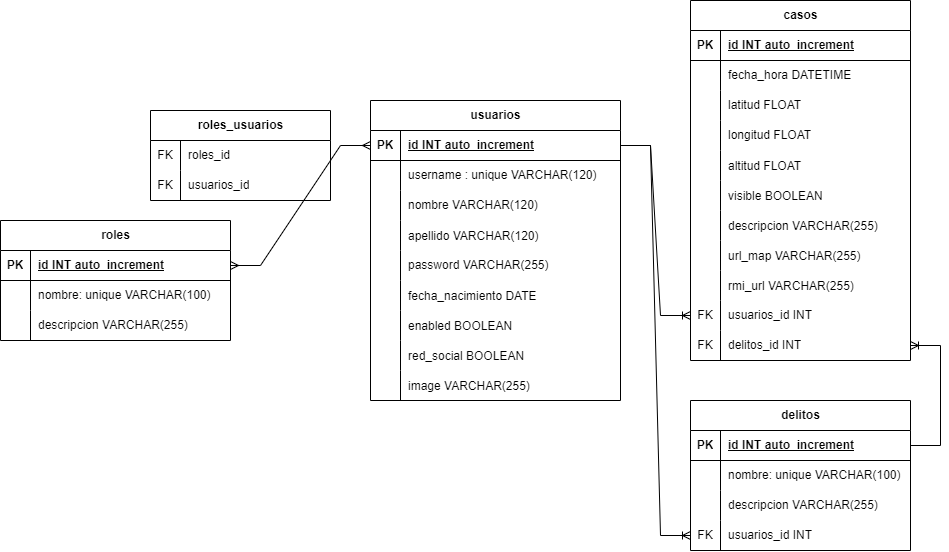 casos
PK id INT auto_increment
fecha_hora DATETIME
latitud FLOAT
longitud FLOAT
altitud FLOAT
visible BOOLEAN
descripcion VARCHAR(255)
url_map VARCHAR(255)
rmi_url VARCHAR(255)
FK usuarios_id INT
FK delitos_id INT
usuarios
PK id INT auto_increment
username : unique VARCHAR(120)
nombre VARCHAR(120)
apellido VARCHAR(120)
password VARCHAR(255)
fecha_nacimiento DATE
enabled BOOLEAN
red_social BOOLEAN
image VARCHAR(255)
roles_usuarios
FK roles_id
FK usuarios_id
roles
PK id INT auto_increment
nombre: unique VARCHAR(100)
descripcion VARCHAR(255)
delitos
PK id INT auto_increment
nombre: unique VARCHAR(100)
descripcion VARCHAR(255)
FK usuarios_id INT